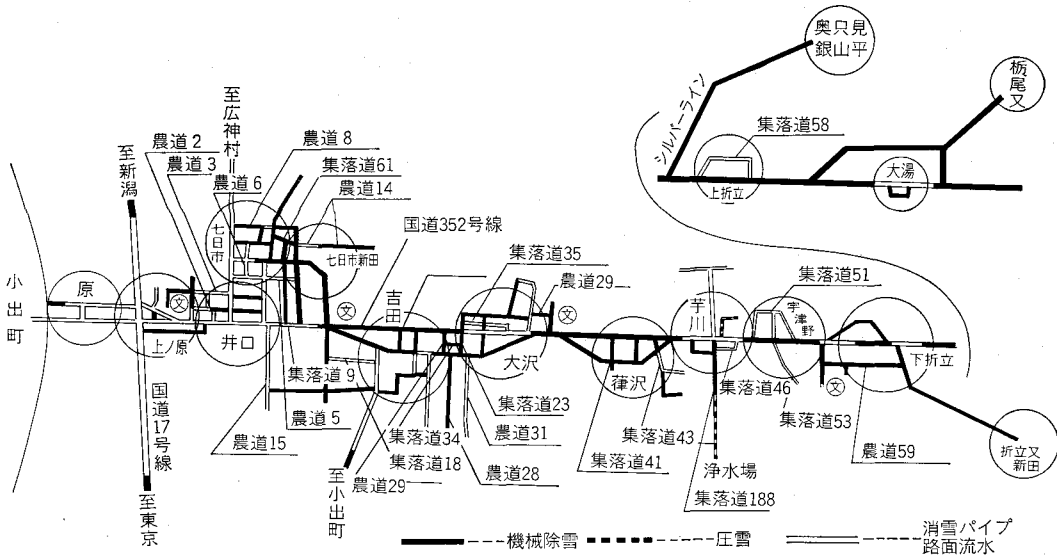 奥只見
銀山平
栃尾又
シルバーライン
集落道58
上折立
大湯
至広神村
農道8
農道2
農道3
集落道61
至新潟
農道6
農道14
国道352号線
七日市
七日市新田
集落道35
農道29
集落道51
小出町
原
文
上ノ原
井口
文
吉田
大沢
文
芋川
宇津野
下折立
葎沢
国道17号線
集落道9
農道5
農道15
集落道34
集落道18
農道29
集落道23
農道31
農道28
集落道43
集落道41
集落道46
集落道53
文
農道59
折立又
新田
浄水場
集落道188
至東京
至小出町
機械除雪
圧雪
消雪パイプ
路面流水